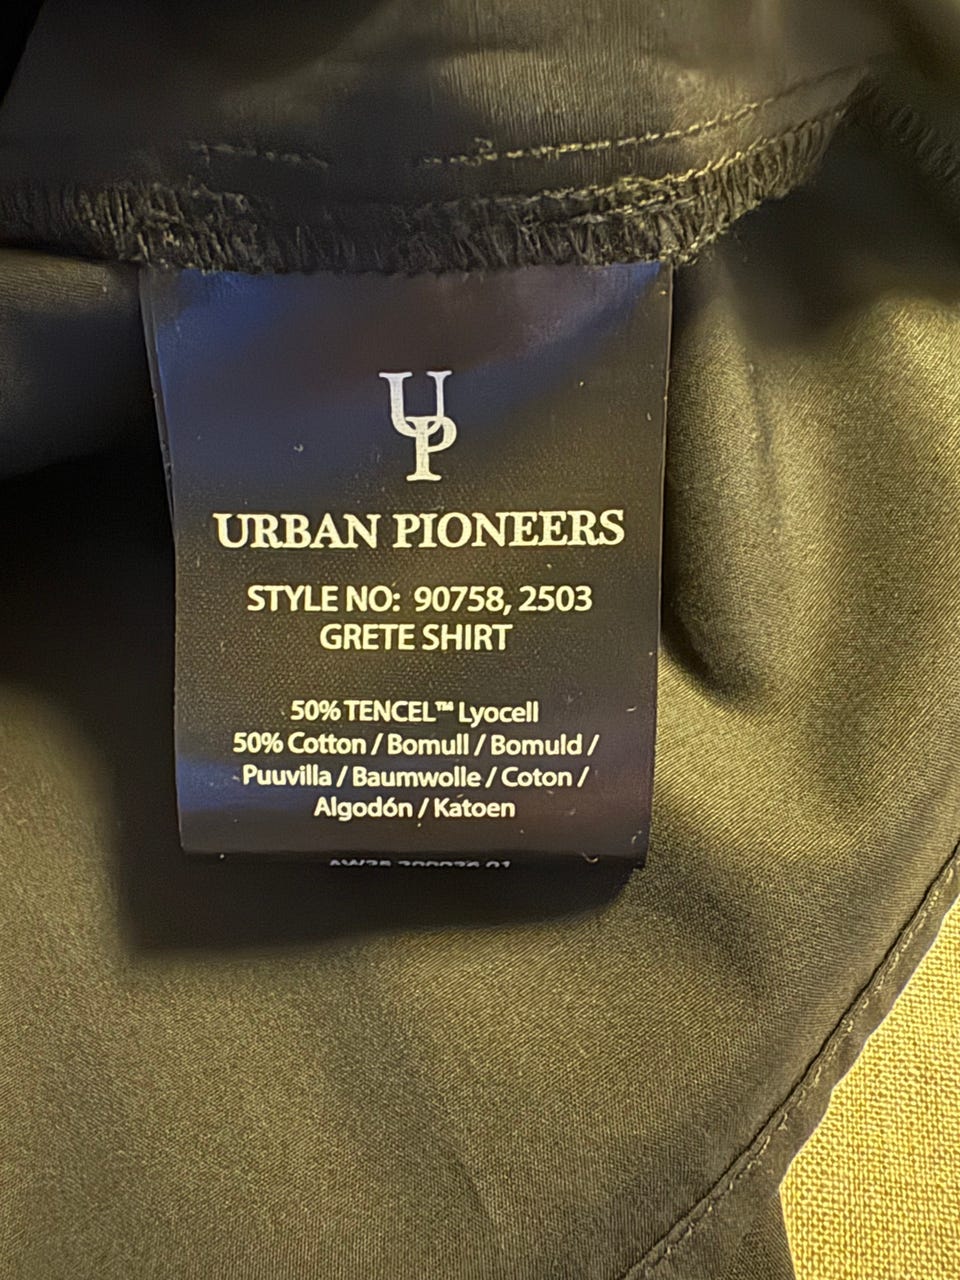 UP
URBAN PIONEERS
STYLE NO: 90758, 2503
GRETE SHIRT
50% TENCEL™ Lyocell
50% Cotton / Bomull / Bomuld /
Puuvilla / Baumwolle / Coton /
Algodón / Katoen